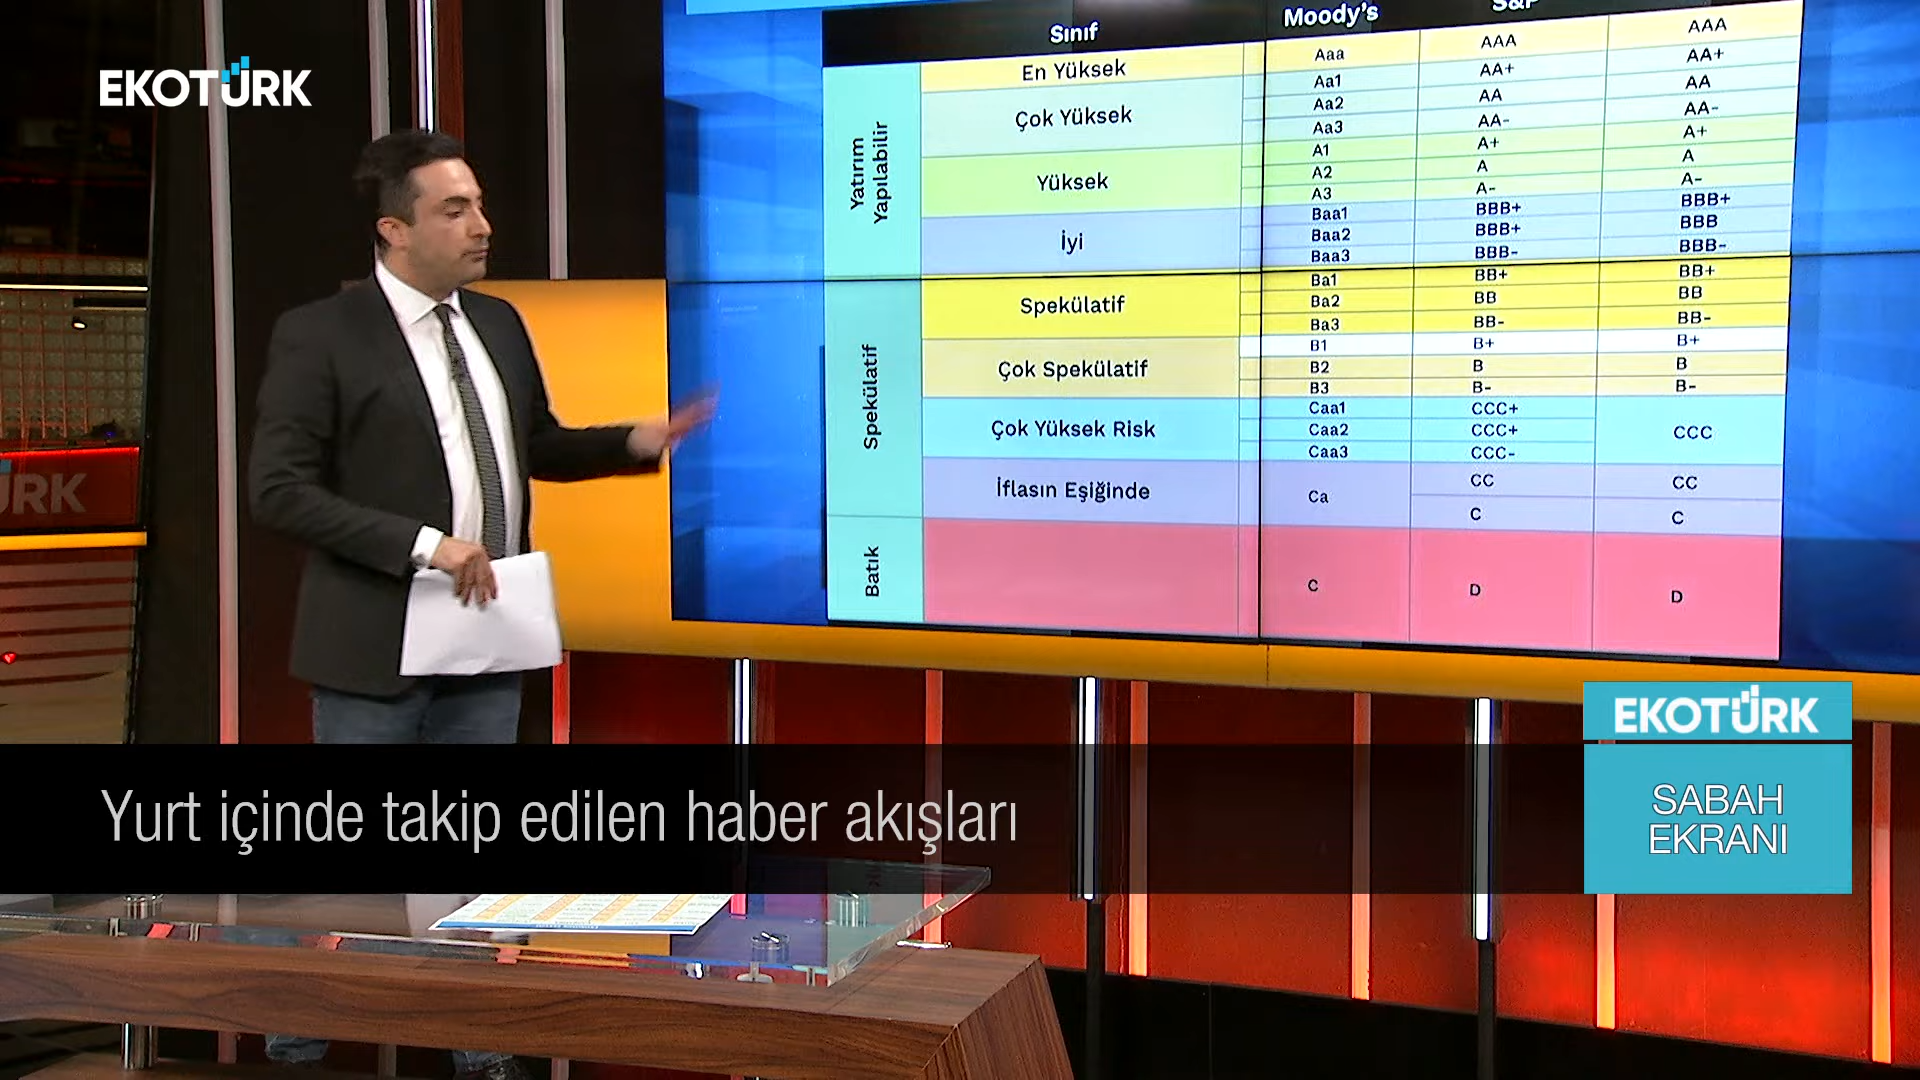 EKOTÜRK
Sınıf Moody's S&P
Yatırım Yapılabilir
En Yüksek Aaa AAA AAA
Çok Yüksek
Aa1 AA+ AA+
Aa2 AA AA
Aa3 AA- AA-
Yüksek
A1 A+ A+
A2 A A
A3 A- A-
İyi
Baa1 BBB+ BBB+
Baa2 BBB+ BBB
Baa3 BBB- BBB-
Spekülatif
Spekülatif
Ba1 BB+ BB+
Ba2 BB BB
Ba3 BB- BB-
Çok Spekülatif
B1 B+ B+
B2 B B
B3 B- B-
Çok Yüksek Risk
Caa1 CCC+
Caa2 CCC+ CCC
Caa3 CCC-
İflasın Eşiğinde
Ca CC CC
C C
Batık
C D D
ÜRK
EKOTÜRK
SABAH
EKRANI
Yurt içinde takip edilen haber akışları